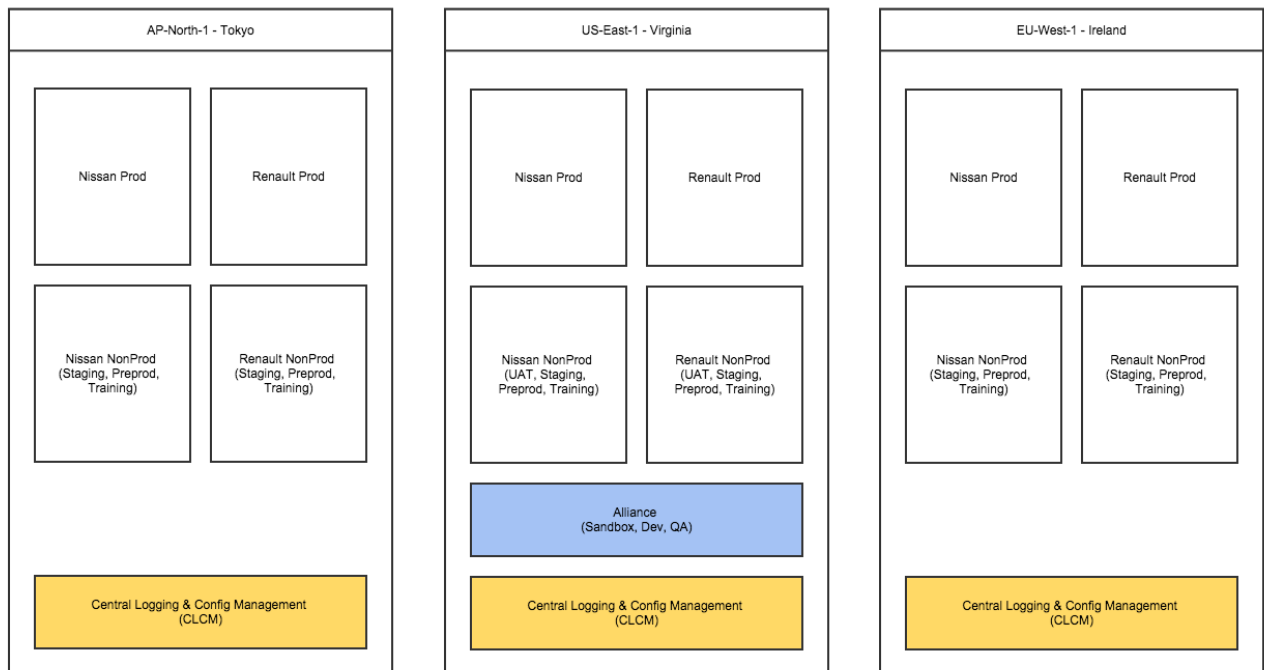 AP-North-1 - Tokyo
Nissan Prod
Renault Prod
Nissan NonProd
(Staging, Preprod,
Training)
Renault NonProd
(Staging, Preprod,
Training)
Central Logging & Config Management
(CLCM)
US-East-1 - Virginia
Nissan Prod
Renault Prod
Nissan NonProd
(UAT, Staging,
Preprod, Training)
Renault NonProd
(UAT, Staging,
Preprod, Training)
Alliance
(Sandbox, Dev, QA)
Central Logging & Config Management
(CLCM)
EU-West-1 - Ireland
Nissan Prod
Renault Prod
Nissan NonProd
(Staging, Preprod,
Training)
Renault NonProd
(Staging, Preprod,
Training)
Central Logging & Config Management
(CLCM)